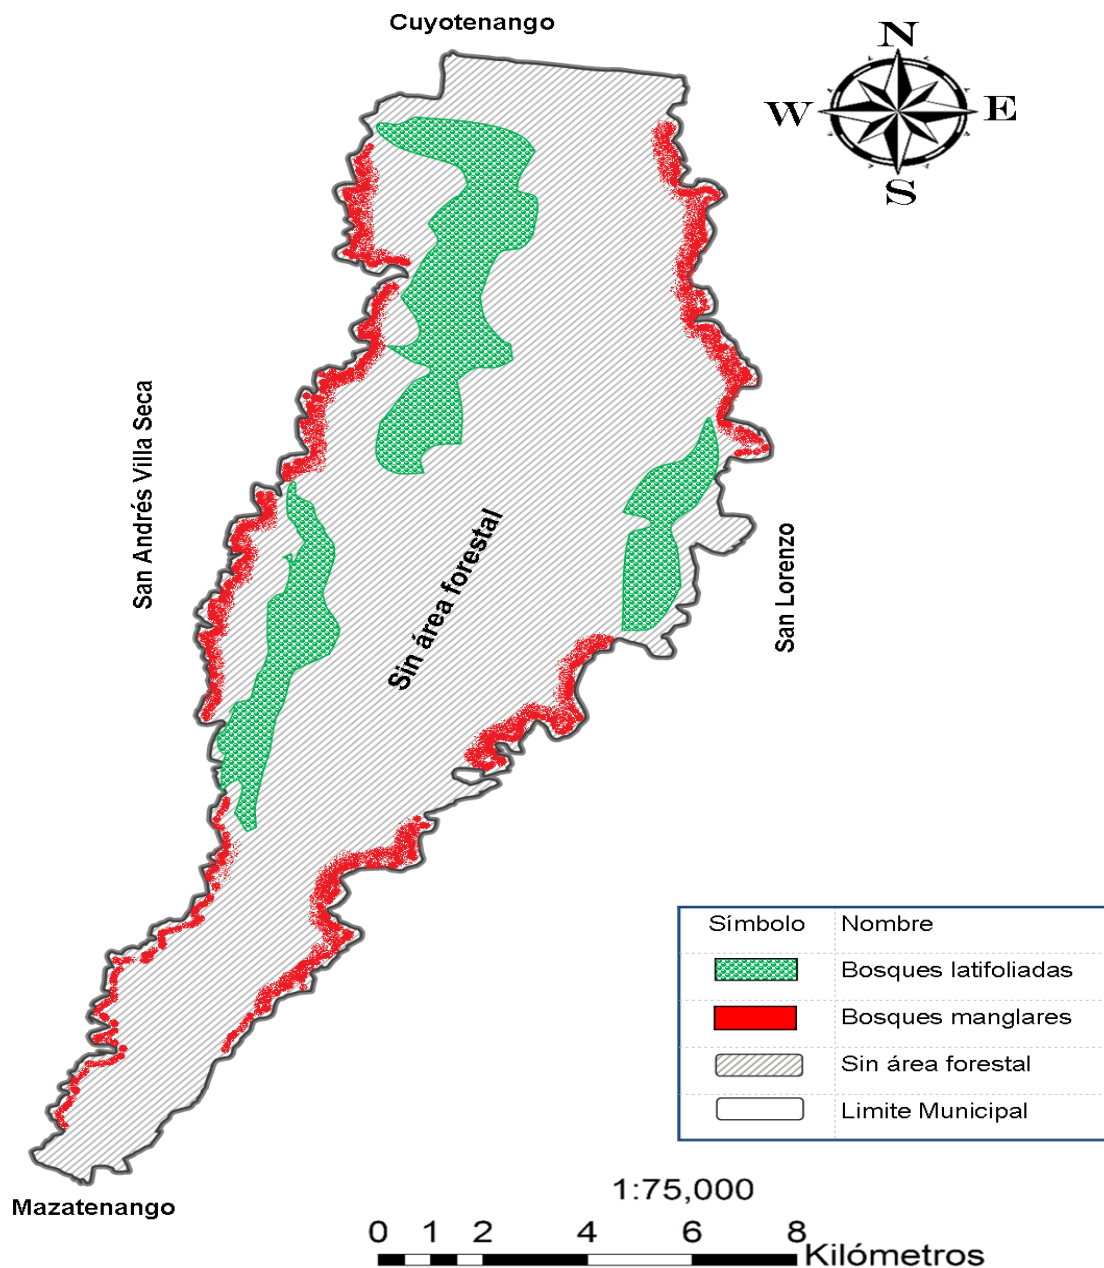 Cuyotenango
N
W
E
S
San Andrés Villa Seca
Sin área forestal
San Lorenzo
Símbolo Nombre
Bosques latifoliadas
Bosques manglares
Sin área forestal
Limite Municipal
Mazatenango
1:75,000
0 1 2 4 6 8
Kilómetros